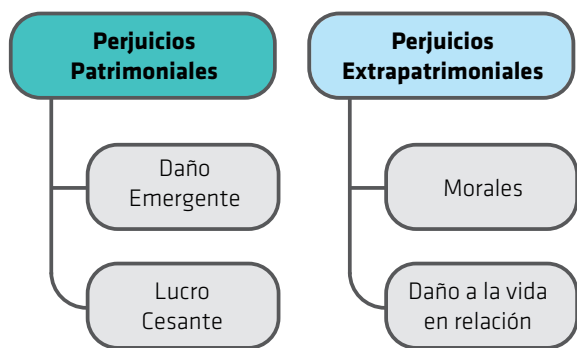 Perjuicios
Patrimoniales
Daño
Emergente
Lucro
Cesante
Perjuicios
Extrapatrimoniales
Morales
Daño a la vida
en relación